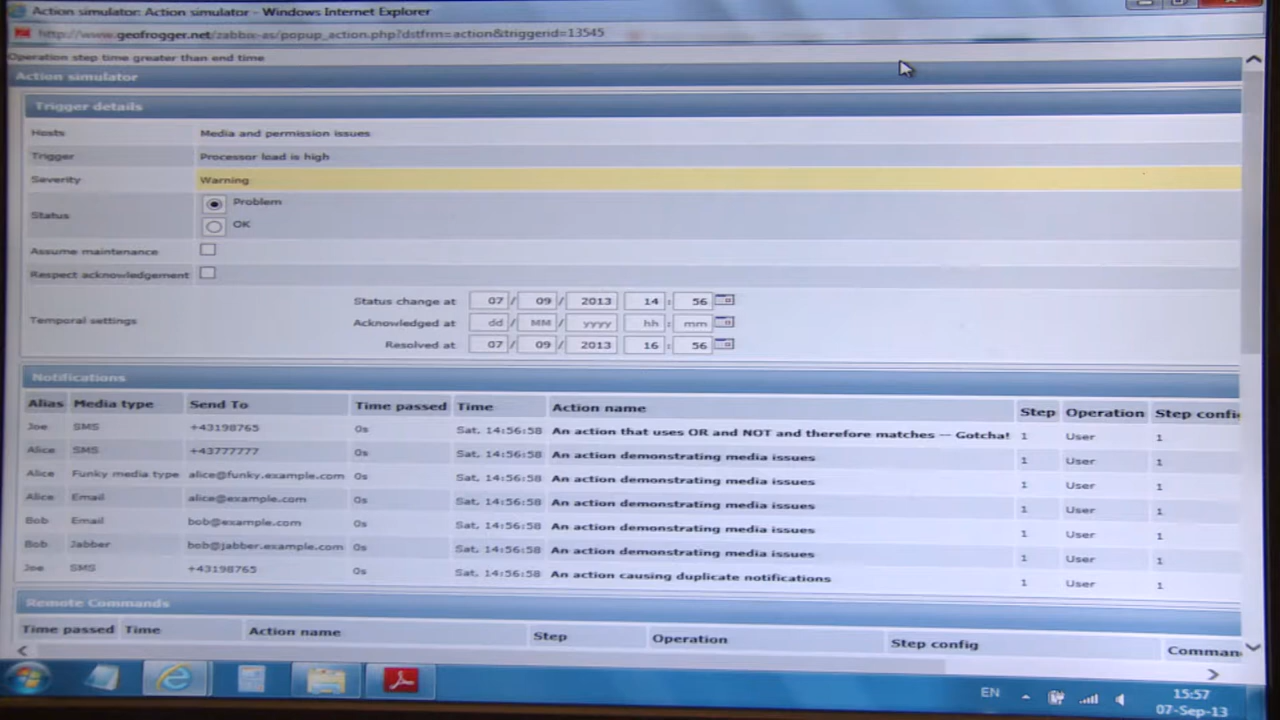 Action simulator: Action simulator - Windows Internet Explorer
http://www.geofrogger.net/zabbix-as/popup_action.php?dstfrm=action&triggerid=13545
Operation step time greater than end time
Action simulator
Trigger details
Hosts Media and permission issues
Trigger Processor load is high
Severity Warning
Status Problem
OK
Assume maintenance
Respect acknowledgement
Temporal settings
Status change at 07 / 09 / 2013 14 : 56
Acknowledged at dd / MM / yyyy hh : mm
Resolved at 07 / 09 / 2013 16 : 56
Notifications
Alias Media type Send To Time passed Time Action name Step Operation Step config
Joe SMS +43198765 0s Sat, 14:56:58 An action that uses OR and NOT and therefore matches -- Gotcha! 1 User 1
Alice SMS +43777777 0s Sat, 14:56:58 An action demonstrating media issues 1 User 1
Alice Funky media type alice@funky.example.com 0s Sat, 14:56:58 An action demonstrating media issues 1 User 1
Alice Email alice@example.com 0s Sat, 14:56:58 An action demonstrating media issues 1 User 1
Bob Email bob@example.com 0s Sat, 14:56:58 An action demonstrating media issues 1 User 1
Bob Jabber bob@jabber.example.com 0s Sat, 14:56:58 An action demonstrating media issues 1 User 1
Joe SMS +43198765 0s Sat, 14:56:58 An action causing duplicate notifications 1 User 1
Remote Commands
Time passed Time Action name Step Operation Step config Comman
EN 15:57
07-Sep-13